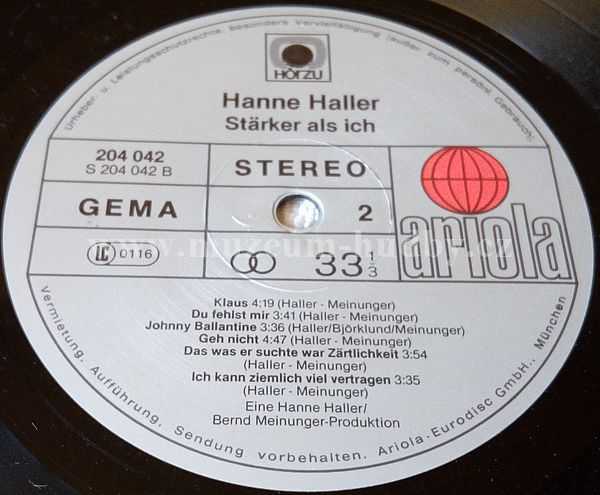 Urheber- u. Leistungsschutzrechte, besonders Vervielfältigung (außer zum persönl. Gebrauch),
HÖRZU
Hanne Haller
Stärker als ich
204 042
S 204 042 B
STEREO
GEMA
2
LC 0116
33 1/3
ariola
www.muzeum-hudby.cz
Klaus 4:19 (Haller - Meinunger)
Du fehlst mir 3:41 (Haller - Meinunger)
Johnny Ballantine 3:36 (Haller/Björklund/Meinunger)
Geh nicht 4:47 (Haller - Meinunger)
Das was er suchte war Zärtlichkeit 3:54
(Haller - Meinunger)
Ich kann ziemlich viel vertragen 3:35
(Haller - Meinunger)
Eine Hanne Haller/
Bernd Meinunger-Produktion
Vermietung, Aufführung, Sendung vorbehalten. Ariola-Eurodisc GmbH., München